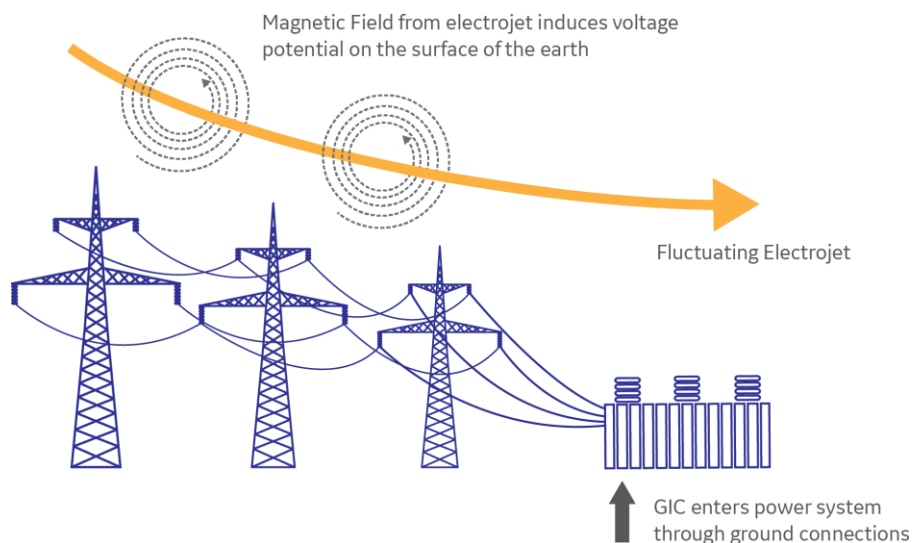 Magnetic Field from electrojet induces voltage
potential on the surface of the earth
Fluctuating Electrojet
GIC enters power system
through ground connections